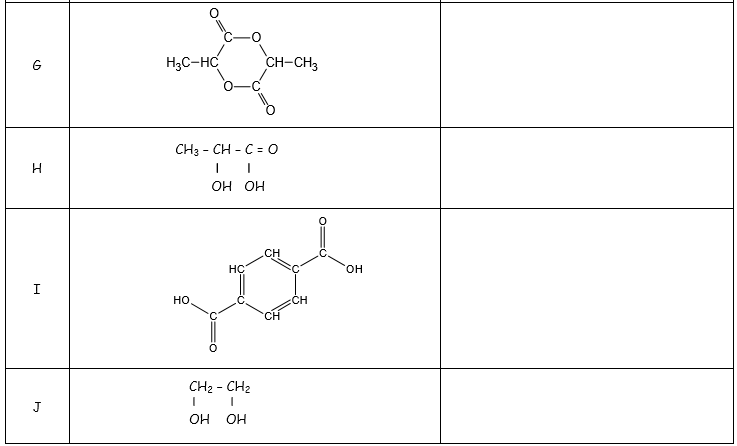 G
O
C–O
H₃C–HC CH–CH₃
O–C
O
H
CH₃ – CH – C = O
OH OH
I
O
CH C
HC C OH
HO C CH
C CH
O
J
CH₂ – CH₂
OH OH